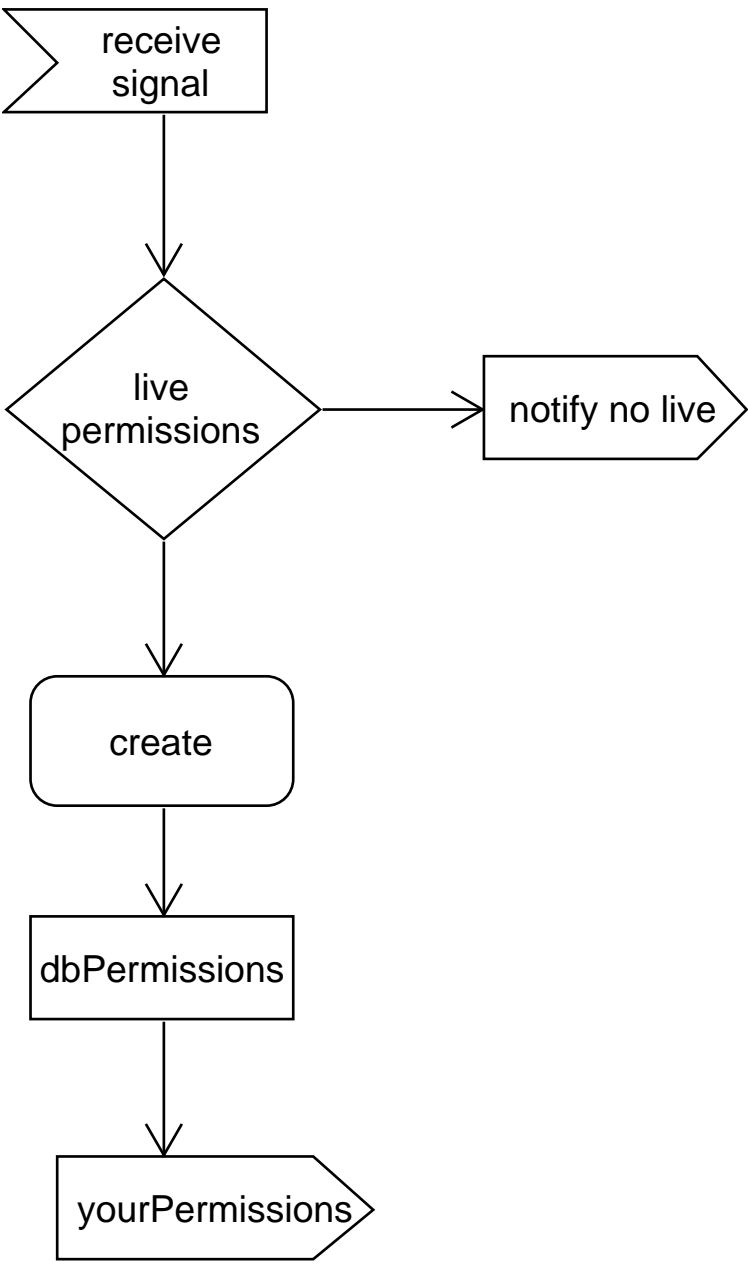 receive
signal
live
permissions
notify no live
create
dbPermissions
yourPermissions